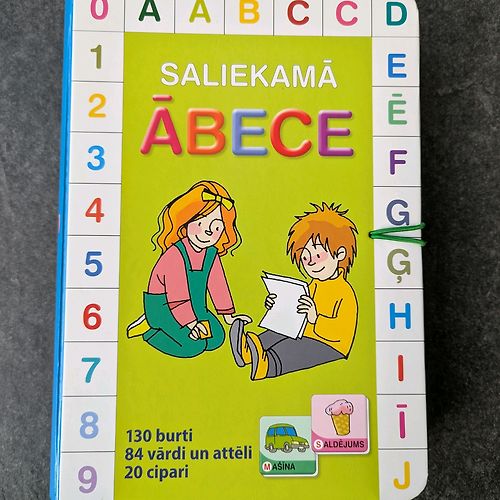 0 A A B C C D
1
2
3
4
5
6
7
8
9
SALIEKAMĀ
ĀBECE
130 burti
84 vārdi un attēli
20 cipari
MAŠĪNA
SALDĒJUMS
E
Ē
F
G
Ģ
H
I
Ī
J